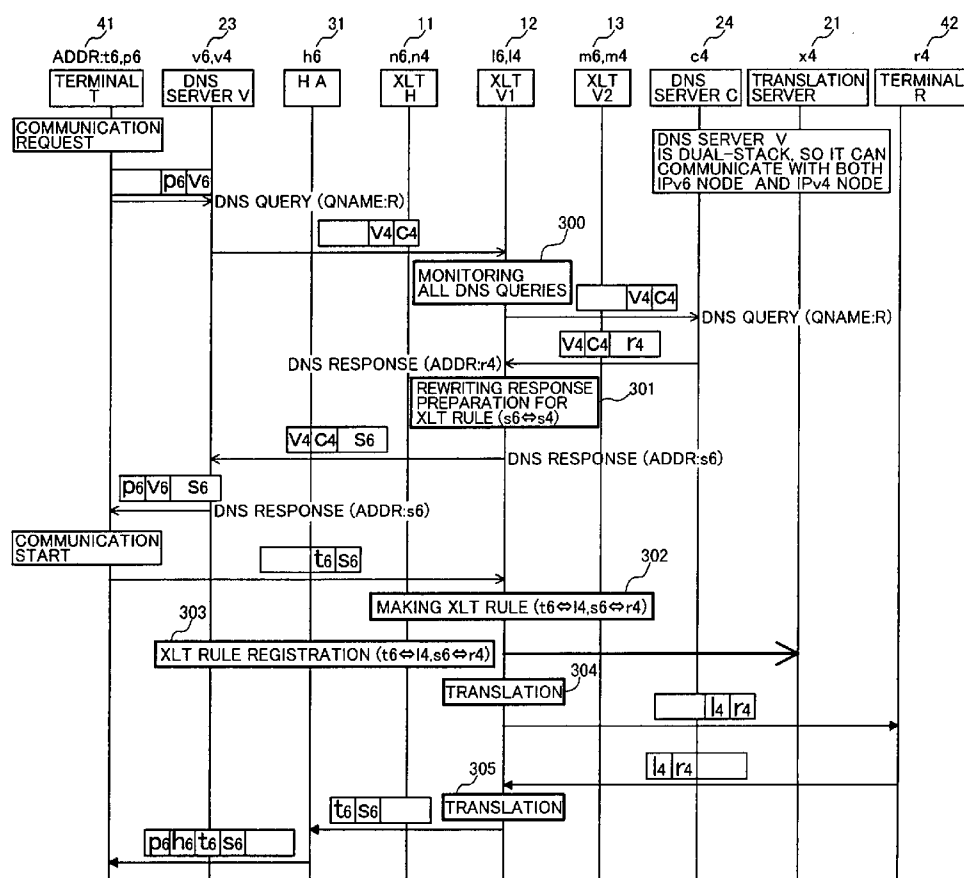 41 23 31 11 12 13 24 21 42
ADDR:t6,p6 v6,v4 h6 n6,n4 l6,l4 m6,m4 c4 x4 r4
TERMINAL T
DNS SERVER V
HA
XLT H
XLT V1
XLT V2
DNS SERVER C
TRANSLATION SERVER
TERMINAL R
COMMUNICATION REQUEST
DNS SERVER V
IS DUAL-STACK, SO IT CAN
COMMUNICATE WITH BOTH
IPv6 NODE AND IPv4 NODE
p6 v6
DNS QUERY (QNAME:R)
v4 c4
300
MONITORING
ALL DNS QUERIES
v4 c4
DNS QUERY (QNAME:R)
v4 c4 r4
DNS RESPONSE (ADDR:r4)
REWRITING RESPONSE
PREPARATION FOR
XLT RULE (s6⇔s4)
301
v4 c4 s6
DNS RESPONSE (ADDR:s6)
p6 v6 s6
DNS RESPONSE (ADDR:s6)
COMMUNICATION
START
t6 s6
302
MAKING XLT RULE (t6⇔l4,s6⇔r4)
303
XLT RULE REGISTRATION (t6⇔l4,s6⇔r4)
304
TRANSLATION
l4 r4
l4 r4
305
TRANSLATION
t6 s6
p6 h6 t6 s6